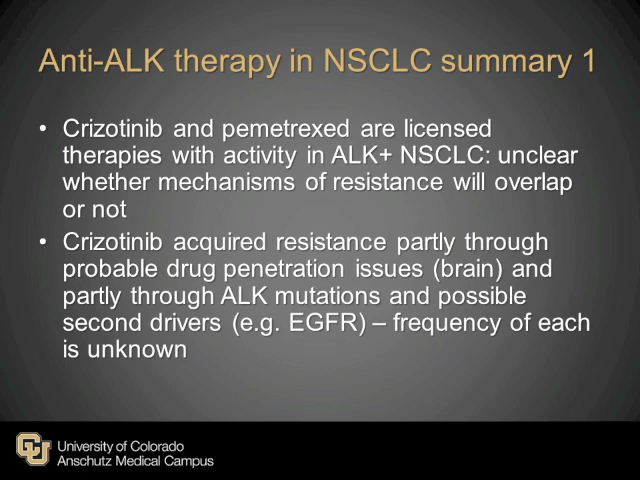 Anti-ALK therapy in NSCLC summary 1
• Crizotinib and pemetrexed are licensed
therapies with activity in ALK+ NSCLC: unclear
whether mechanisms of resistance will overlap
or not
• Crizotinib acquired resistance partly through
probable drug penetration issues (brain) and
partly through ALK mutations and possible
second drivers (e.g. EGFR) – frequency of each
is unknown
CU
University of Colorado
Anschutz Medical Campus